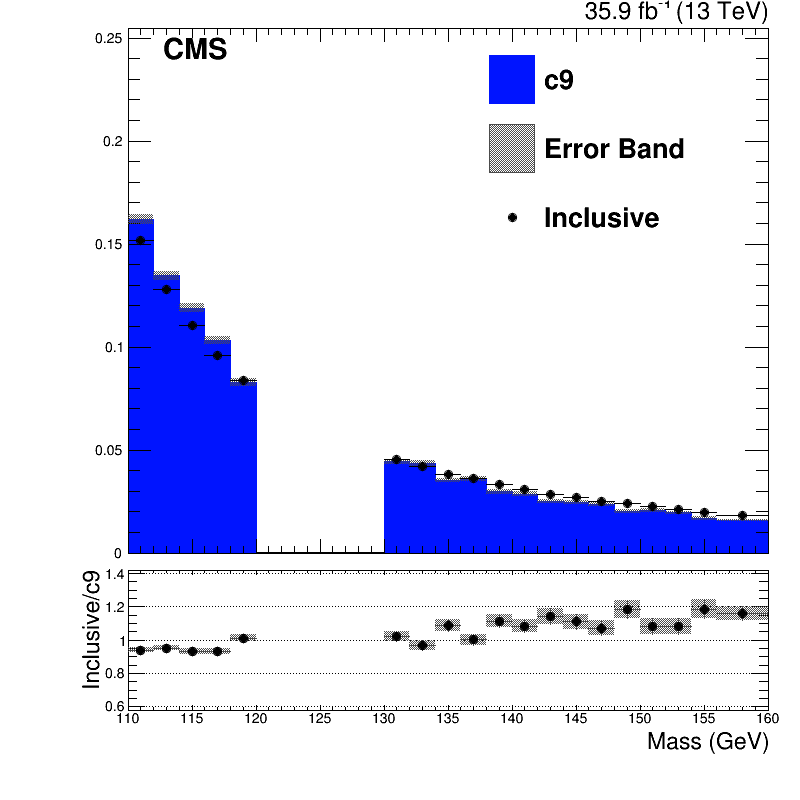 35.9 fb⁻¹ (13 TeV)
CMS
c9
Error Band
Inclusive
0.25
0.2
0.15
0.1
0.05
0
Inclusive/c9
1.4
1.2
1
0.8
0.6
110 115 120 125 130 135 140 145 150 155 160
Mass (GeV)